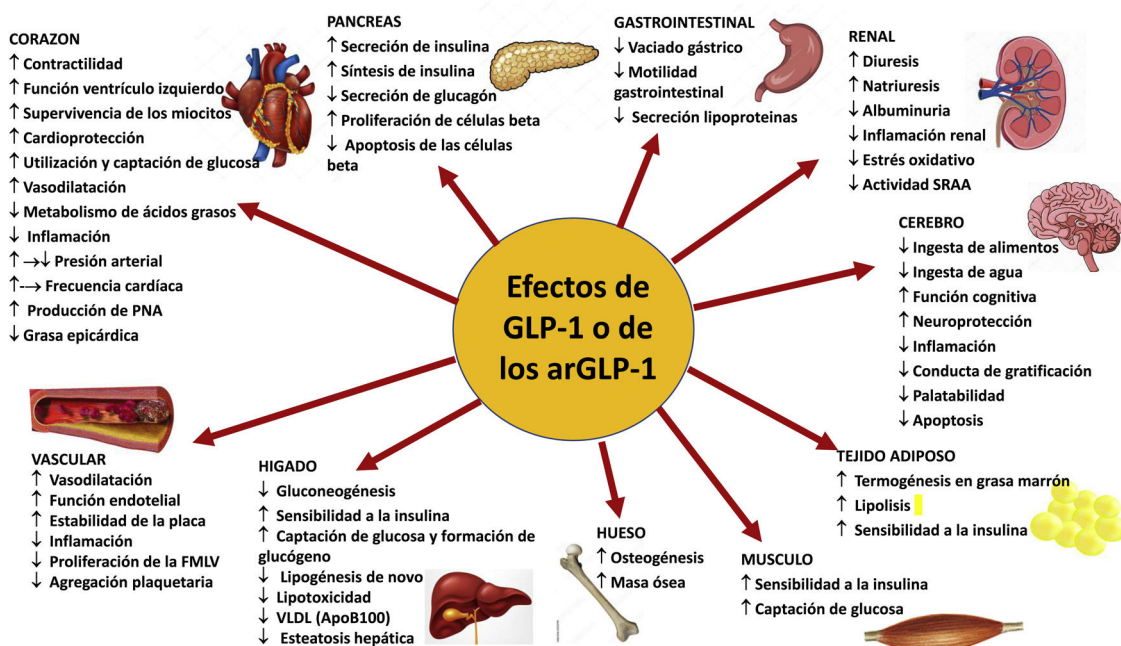 CORAZON
↑ Contractilidad
↑ Función ventrículo izquierdo
↑ Supervivencia de los miocitos
↑ Cardioprotección
↑ Utilización y captación de glucosa
↑ Vasodilatación
↓ Metabolismo de ácidos grasos
↓ Inflamación
↑ →↓ Presión arterial
↑-→ Frecuencia cardíaca
↑ Producción de PNA
↓ Grasa epicárdica
PANCREAS
↑ Secreción de insulina
↑ Síntesis de insulina
↓ Secreción de glucagón
↑ Proliferación de células beta
↓ Apoptosis de las células
beta
GASTROINTESTINAL
↓ Vaciado gástrico
↓ Motilidad
gastrointestinal
↓ Secreción lipoproteinas
RENAL
↑ Diuresis
↑ Natriuresis
↓ Albuminuria
↓ Inflamación renal
↓ Estrés oxidativo
↓ Actividad SRAA
CEREBRO
↓ Ingesta de alimentos
↓ Ingesta de agua
↑ Función cognitiva
↑ Neuroprotección
↓ Inflamación
↓ Conducta de gratificación
↓ Palatabilidad
↓ Apoptosis
Efectos de
GLP-1 o de
los arGLP-1
VASCULAR
↑ Vasodilatación
↑ Función endotelial
↑ Estabilidad de la placa
↓ Inflamación
↓ Proliferación de la FMLV
↓ Agregación plaquetaria
HIGADO
↓ Gluconeogénesis
↑ Sensibilidad a la insulina
↑ Captación de glucosa y formación de
glucógeno
↓ Lipogénesis de novo
↓ Lipotoxicidad
↓ VLDL (ApoB100)
↓ Esteatosis hepática
HUESO
↑ Osteogénesis
↑ Masa ósea
MUSCULO
↑ Sensibilidad a la insulina
↑ Captación de glucosa
TEJIDO ADIPOSO
↑ Termogénesis en grasa marrón
↑ Lipolisis
↑ Sensibilidad a la insulina